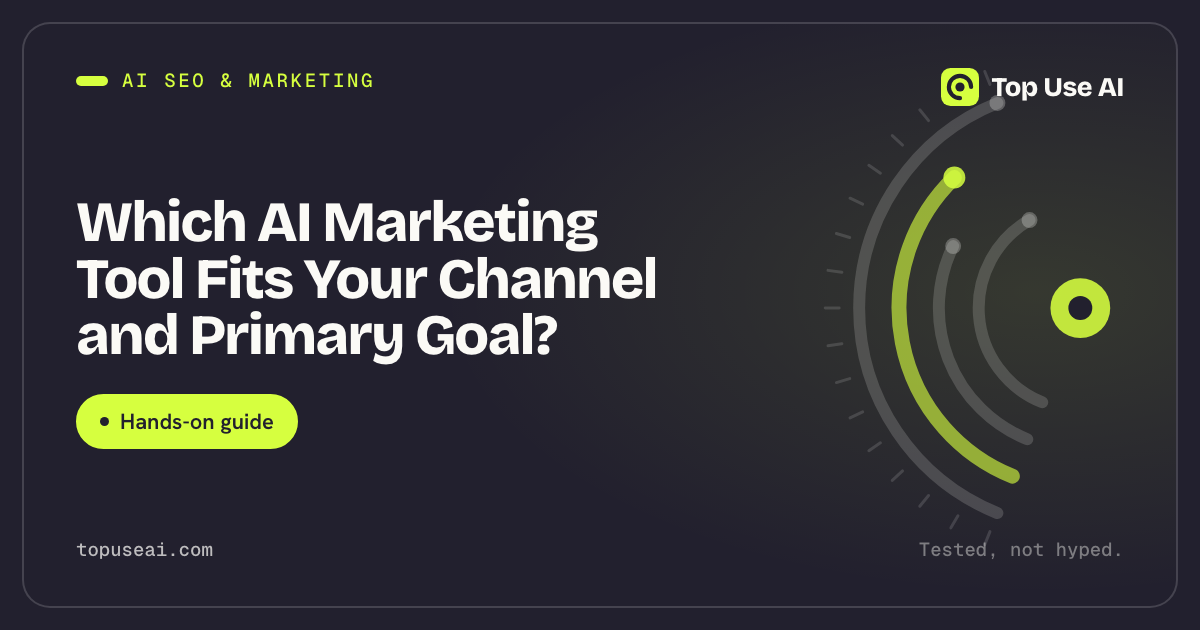 AI SEO & MARKETING
Top Use AI
Which AI Marketing
Tool Fits Your Channel
and Primary Goal?
Hands-on guide
topuseai.com
Tested, not hyped.